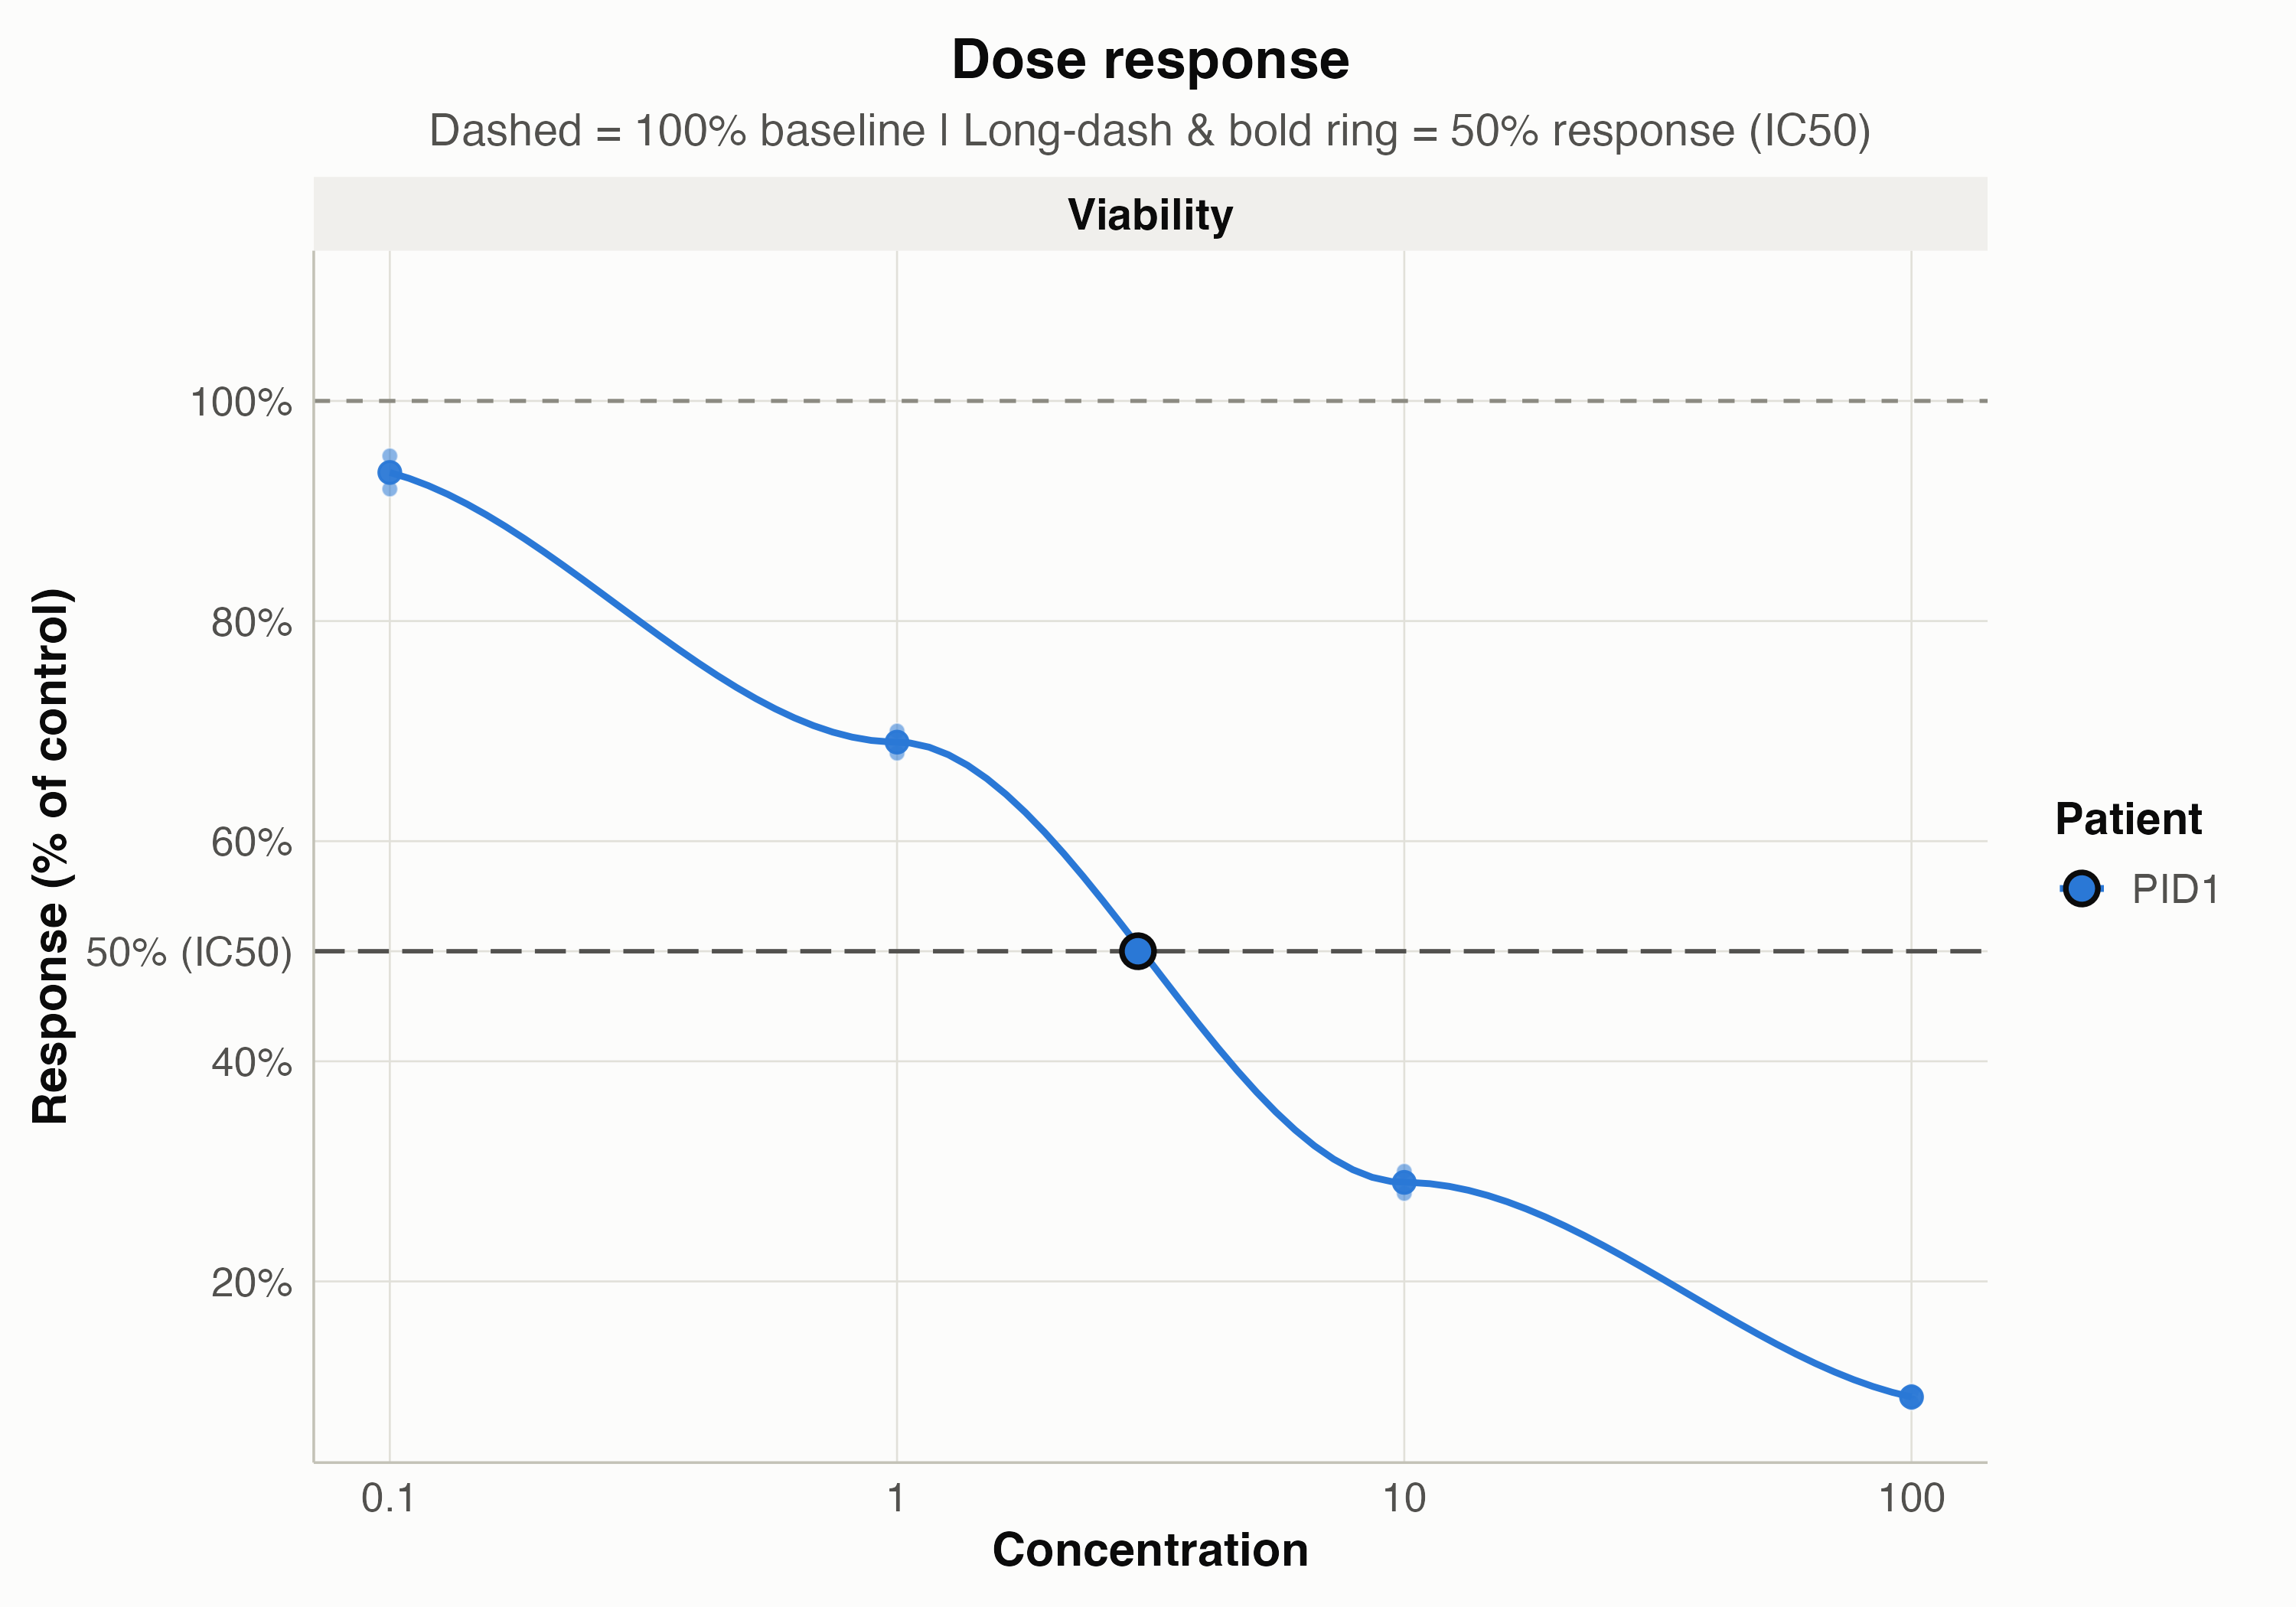 Dose response
Dashed = 100% baseline | Long-dash & bold ring = 50% response (IC50)
Viability
Response (% of control)
100%
80%
60%
50% (IC50)
40%
20%
0.1
1
10
100
Concentration
Patient
PID1